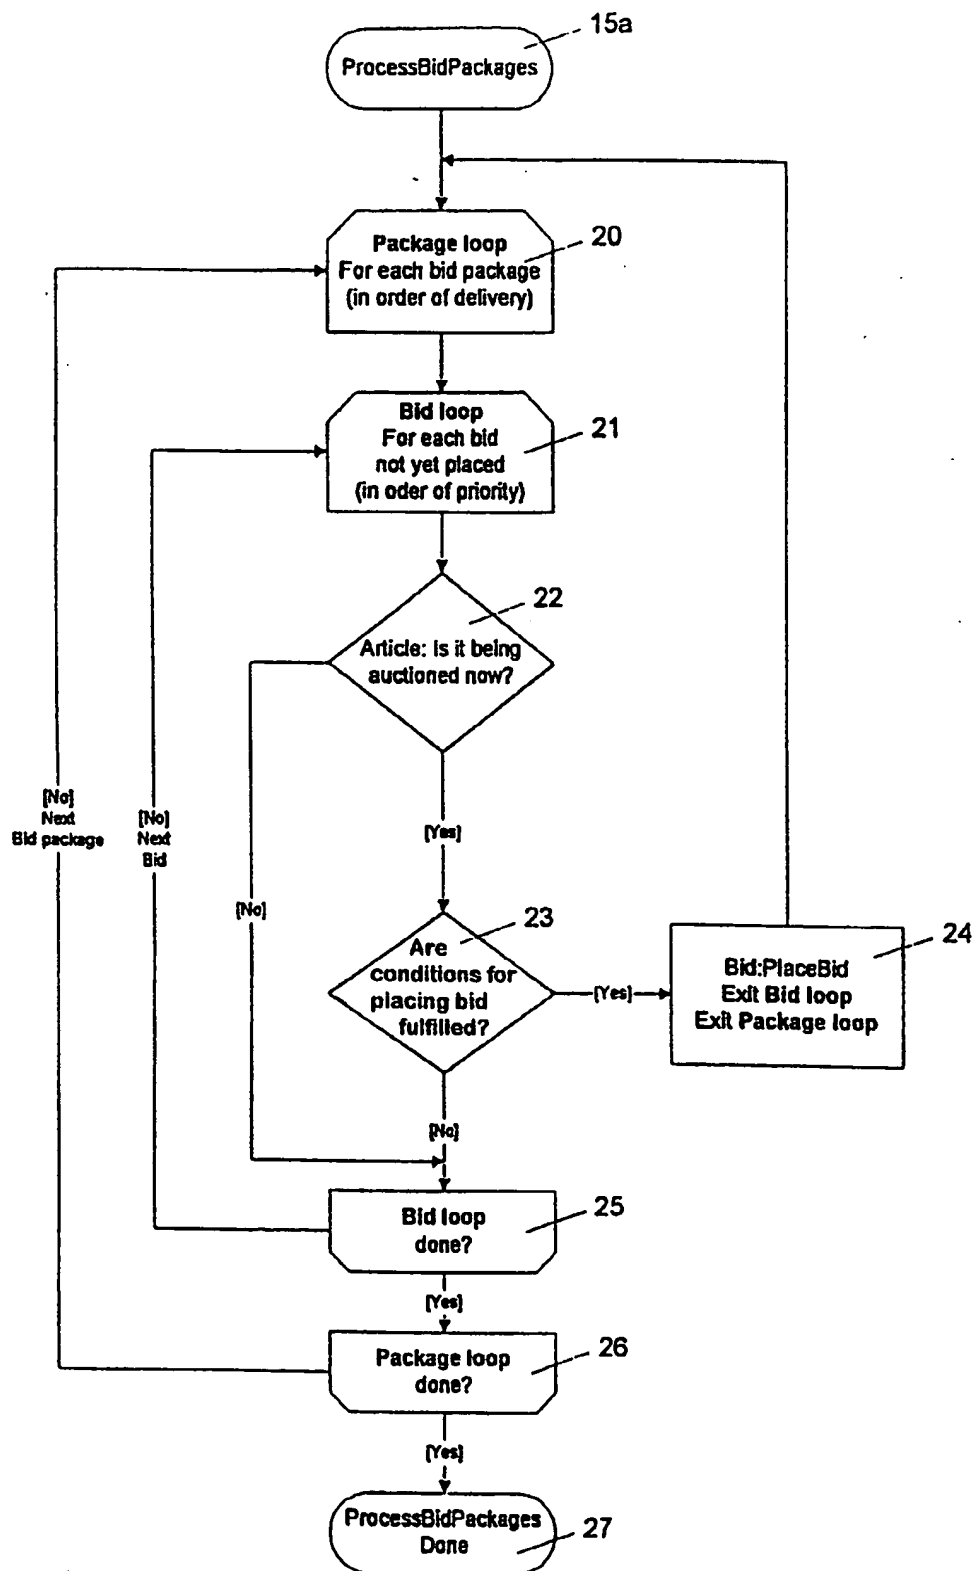 15a
ProcessBidPackages
20
Package loop
For each bid package
(in order of delivery)
21
Bid loop
For each bid
not yet placed
(in oder of priority)
22
Article: Is it being
auctioned now?
[No]
Next
Bid package
[No]
Next
Bid
[Yes]
[No]
23
Are
conditions for
placing bid
fulfilled?
[Yes]
24
Bid:PlaceBid
Exit Bid loop
Exit Package loop
[No]
25
Bid loop
done?
[Yes]
26
Package loop
done?
[Yes]
27
ProcessBidPackages
Done